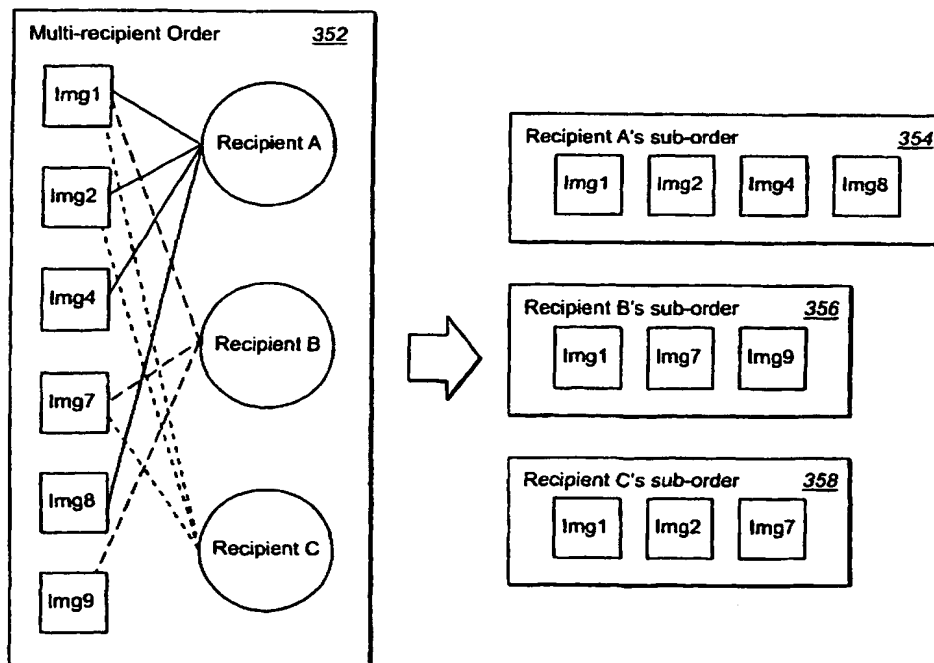 Multi-recipient Order 352
Img1
Img2
Img4
Img7
Img8
Img9
Recipient A
Recipient B
Recipient C
Recipient A's sub-order 354
Img1 Img2 Img4 Img8
Recipient B's sub-order 356
Img1 Img7 Img9
Recipient C's sub-order 358
Img1 Img2 Img7